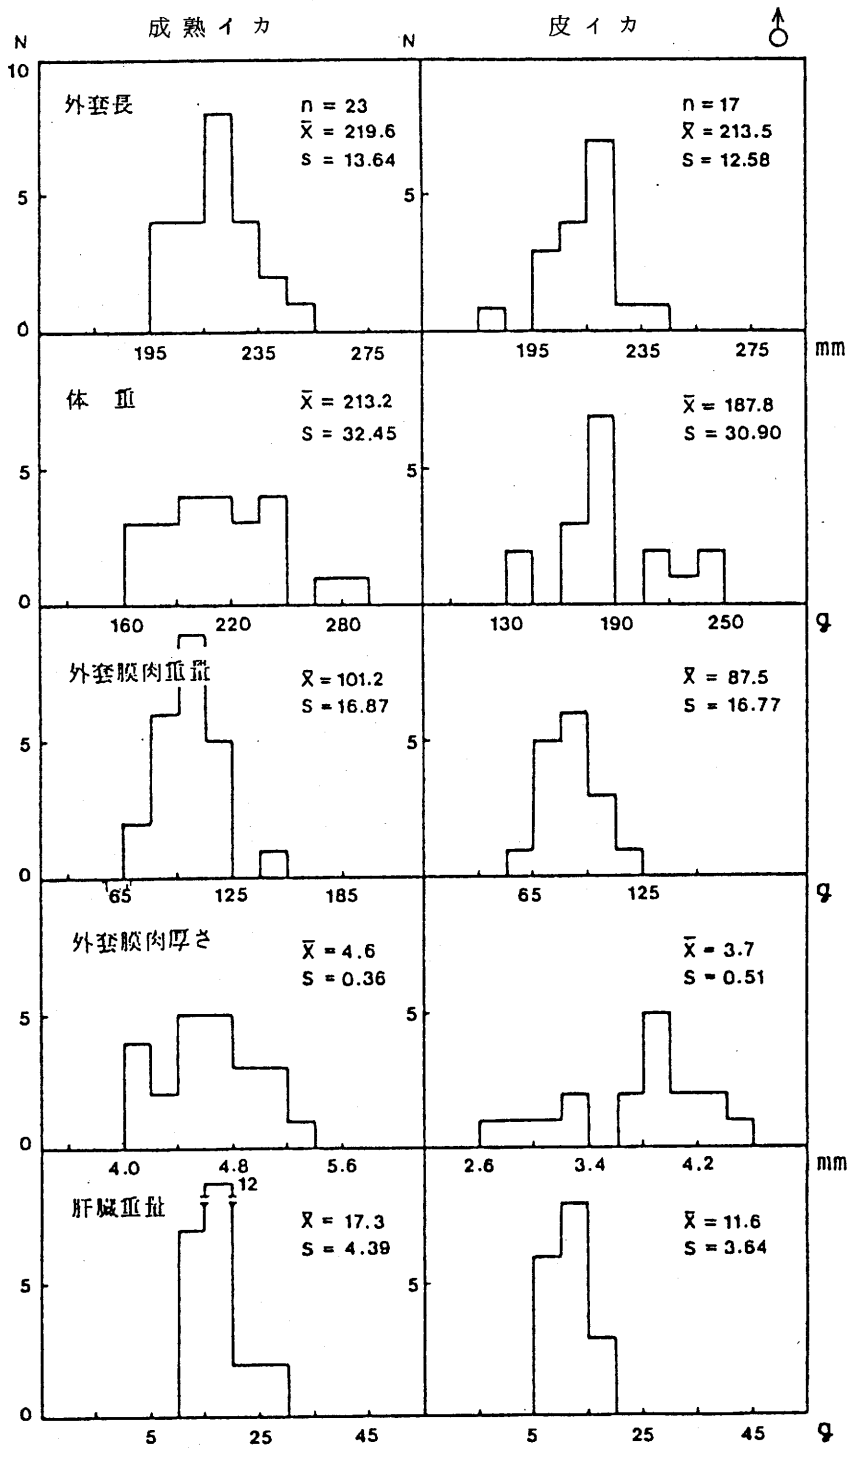 成熟イカ 皮イカ
N N
10
外套長 n = 23 n = 17
X̄ = 219.6 X̄ = 213.5
S = 13.64 S = 12.58
5 5
0
195 235 275 195 235 275 mm
体重 X̄ = 213.2 X̄ = 187.8
S = 32.45 S = 30.90
5 5
0
160 220 280 130 190 250 g
外套膜肉重量 X̄ = 101.2 X̄ = 87.5
S = 16.87 S = 16.77
5 5
0
65 125 185 65 125 g
外套膜肉厚さ X̄ = 4.6 X̄ = 3.7
S = 0.36 S = 0.51
5 5
0
4.0 4.8 5.6 2.6 3.4 4.2 mm
12
肝臓重量 X̄ = 17.3 X̄ = 11.6
S = 4.39 S = 3.64
5 5
0
5 25 45 5 25 45 g